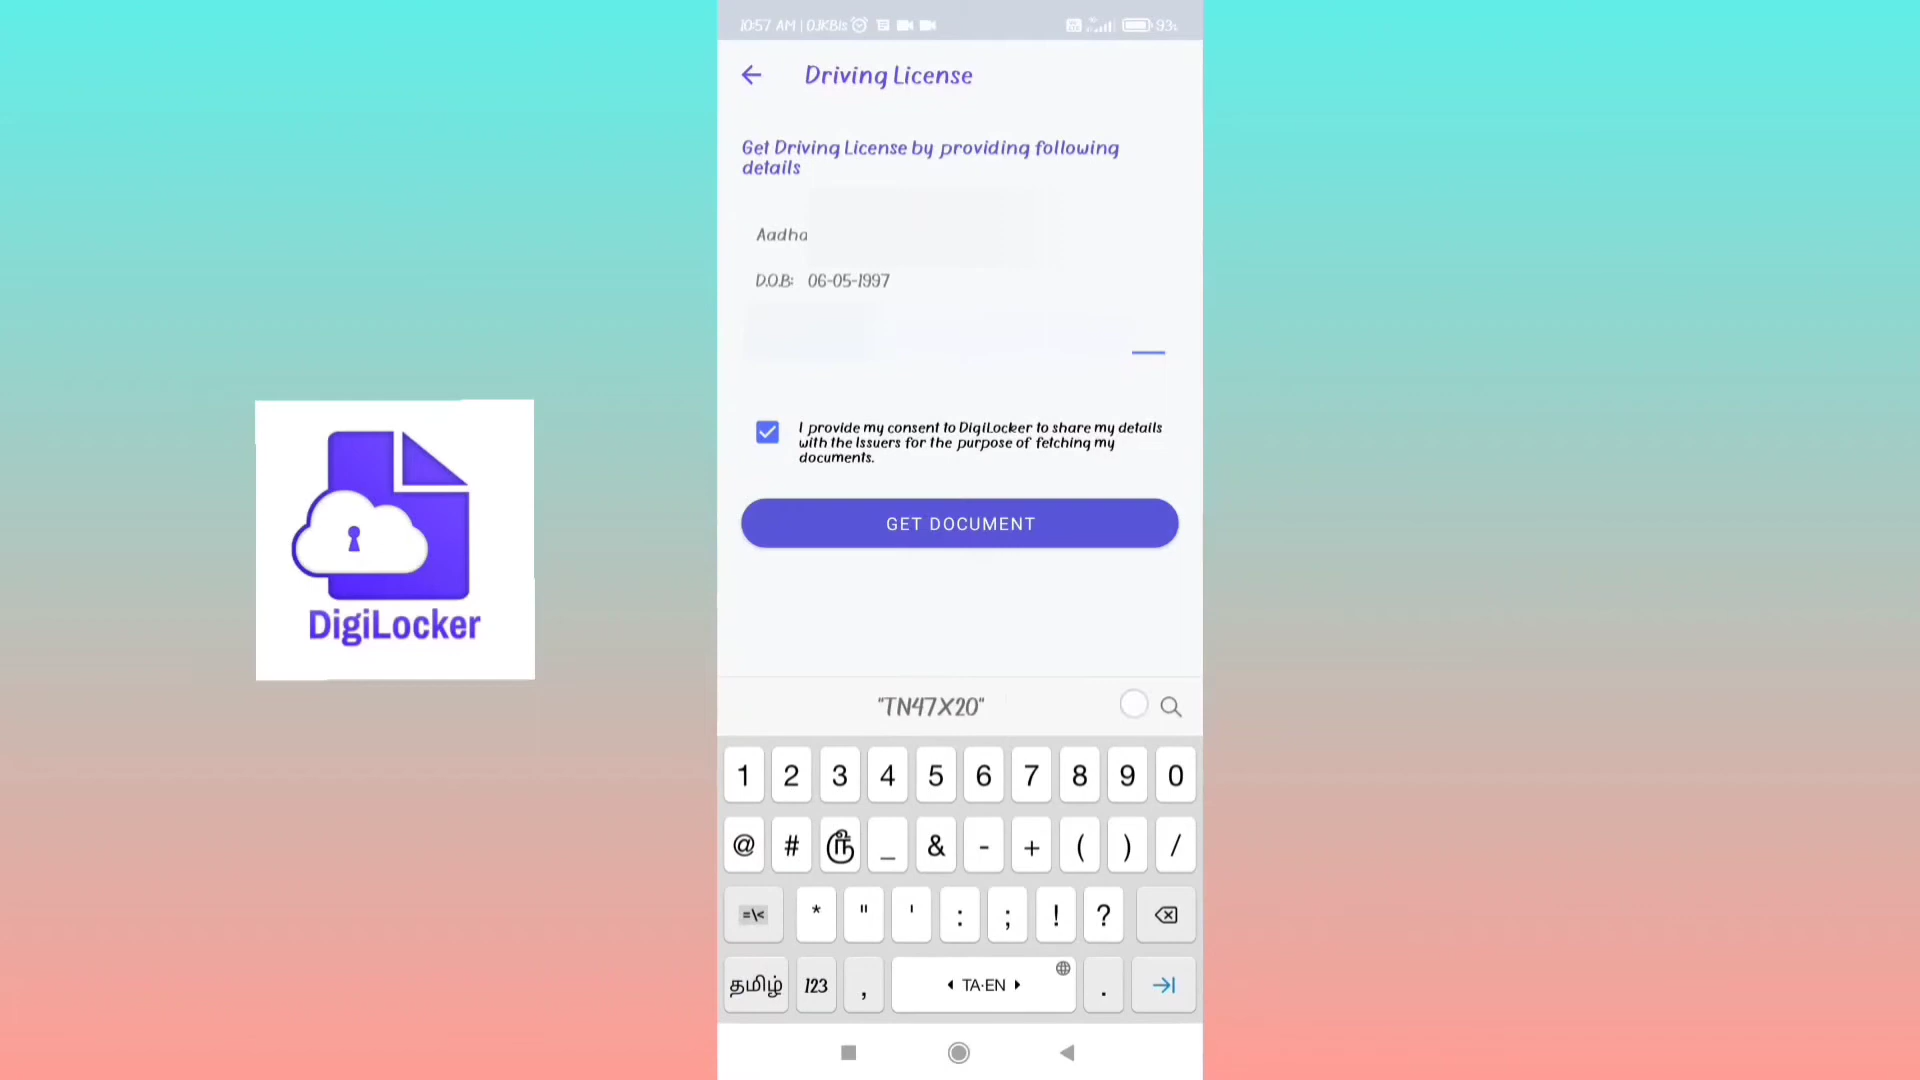 10:57 AM | 0.1KB/s
93%
Driving License
Get Driving License by providing following
details
Aadha
D.O.B: 06-05-1997
I provide my consent to DigiLocker to share my details
with the Issuers for the purpose of fetching my
documents.
GET DOCUMENT
DigiLocker
"TN47X20"
1 2 3 4 5 6 7 8 9 0
@ # ௹ _ & - + ( ) /
=\< * " ' : ; ! ?
தமிழ் 123 , TA·EN .